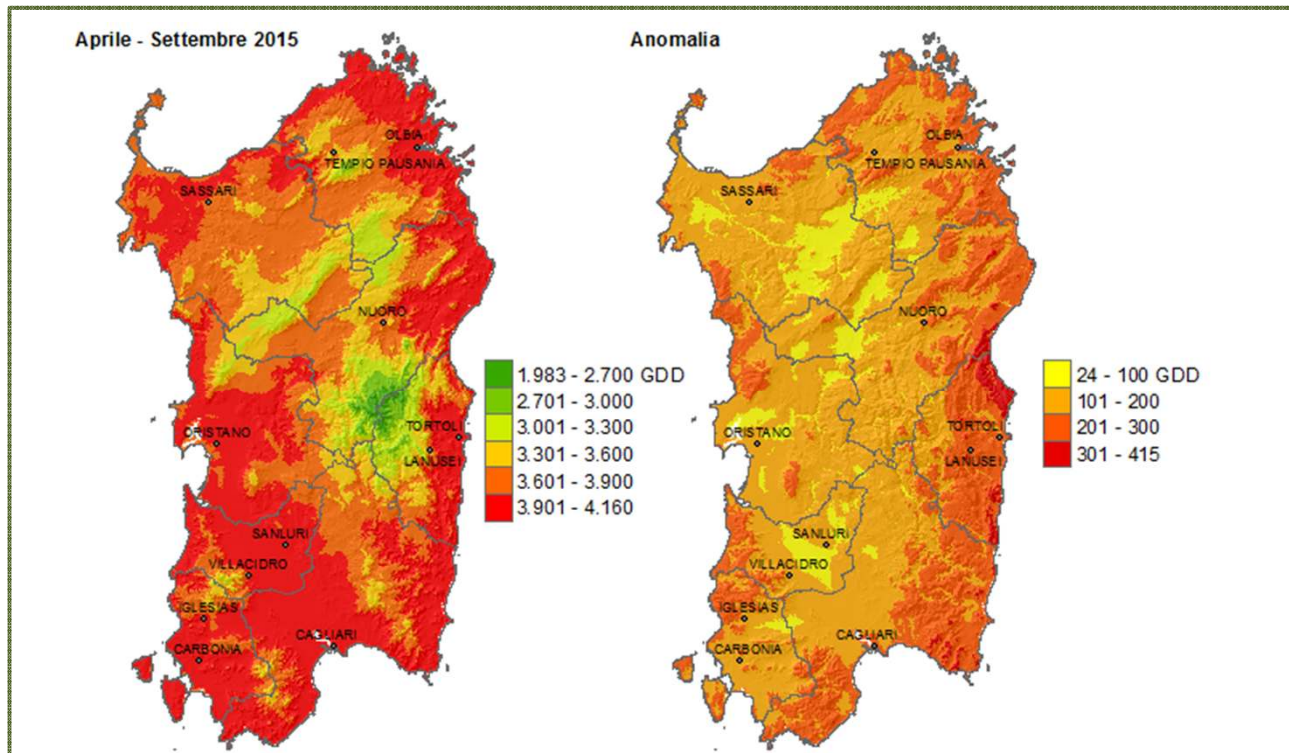 Aprile - Settembre 2015
OLBIA
TEMPIO PAUSANIA
SASSARI
NUORO
ORISTANO
TORTOLI
LANUSEI
SANLURI
VILLACIDRO
IGLESIAS
CAGLIARI
CARBONIA
1.983 - 2.700 GDD
2.701 - 3.000
3.001 - 3.300
3.301 - 3.600
3.601 - 3.900
3.901 - 4.160
Anomalia
OLBIA
TEMPIO PAUSANIA
SASSARI
NUORO
ORISTANO
TORTOLI
LANUSEI
SANLURI
VILLACIDRO
IGLESIAS
CAGLIARI
CARBONIA
24 - 100 GDD
101 - 200
201 - 300
301 - 415